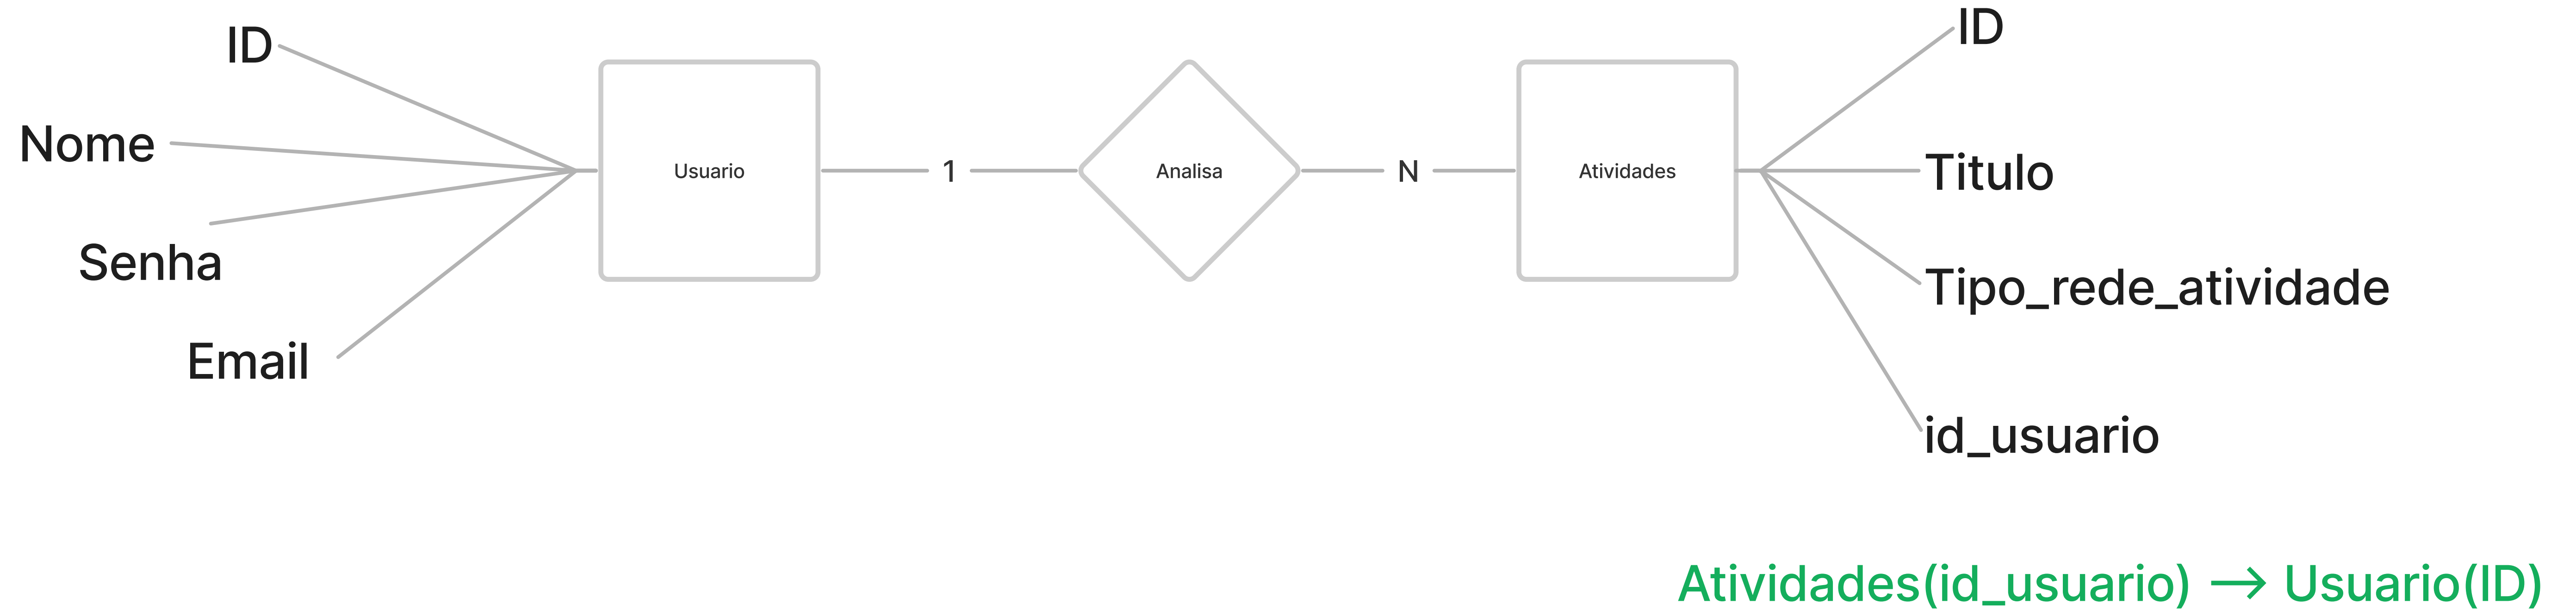 ID
Nome
Senha
Email
Usuario
1
Analisa
N
Atividades
ID
Titulo
Tipo_rede_atividade
id_usuario
Atividades(id_usuario) → Usuario(ID)